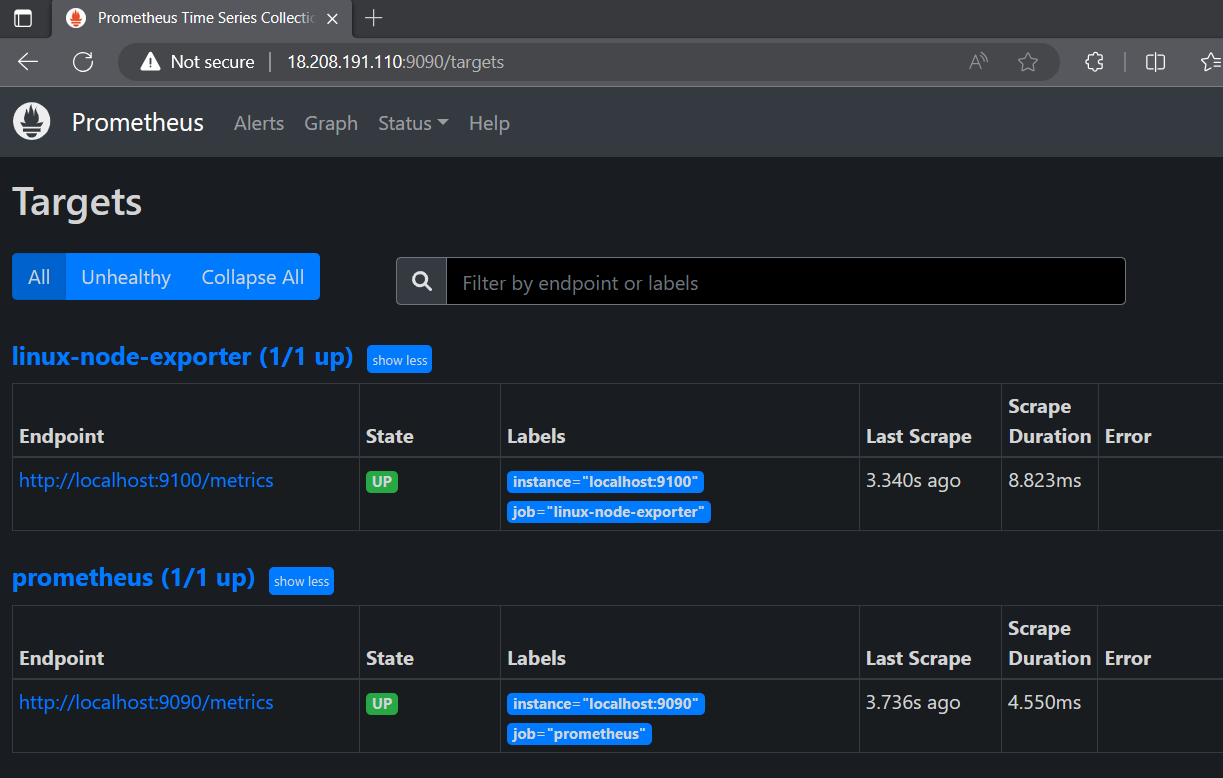 Prometheus Time Series Collectic
Not secure 18.208.191.110:9090/targets
Prometheus Alerts Graph Status Help
Targets
All Unhealthy Collapse All Filter by endpoint or labels
linux-node-exporter (1/1 up) show less
Endpoint State Labels Last Scrape Scrape Duration Error
http://localhost:9100/metrics UP instance="localhost:9100" 3.340s ago 8.823ms
job="linux-node-exporter"
prometheus (1/1 up) show less
Endpoint State Labels Last Scrape Scrape Duration Error
http://localhost:9090/metrics UP instance="localhost:9090" 3.736s ago 4.550ms
job="prometheus"